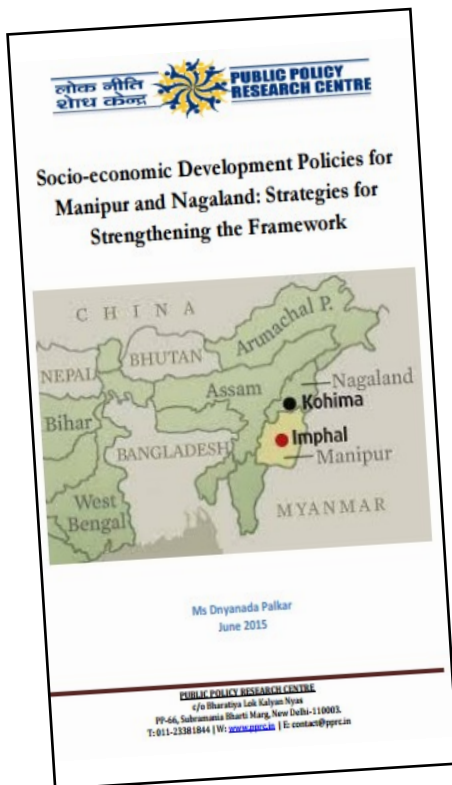 लोक नीति
शोध केन्द्र
PUBLIC POLICY
RESEARCH CENTRE
Socio-economic Development Policies for
Manipur and Nagaland: Strategies for
Strengthening the Framework
CHINA
Arunachal P.
BHUTAN
NEPAL
Assam
Nagaland
Kohima
Bihar
Imphal
BANGLADESH
Manipur
West
Bengal
MYANMAR
Ms Dnyanada Palkar
June 2015
PUBLIC POLICY RESEARCH CENTRE
c/o Bharatiya Lok Kalyan Nyas
PP-66, Subramania Bharti Marg, New Delhi-110003.
T: 011-23381844 | W: www.pprc.in | E: contact@pprc.in